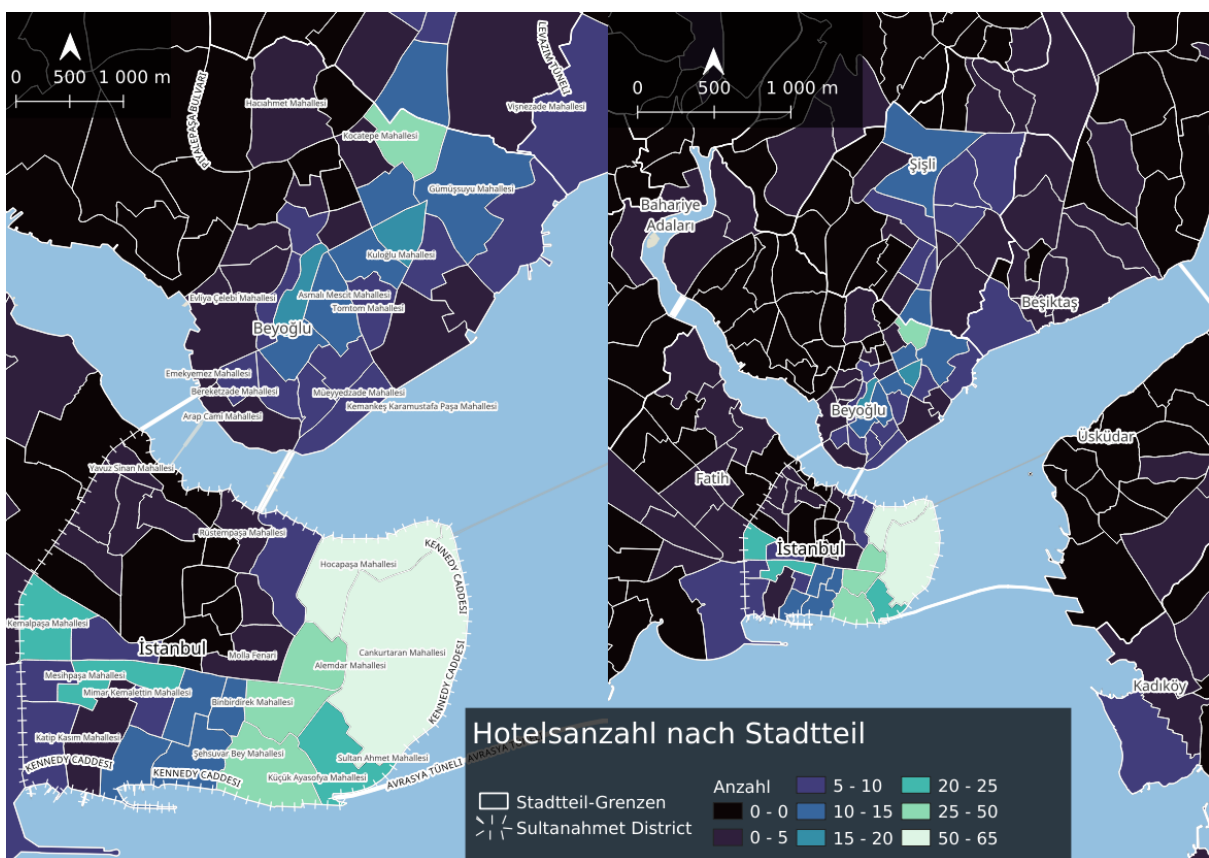 0 500 1 000 m
PIYALEPAŞA BULVARI
LEVAZIM TÜNELI
Hacıahmet Mahallesi
Vişnezade Mahallesi
Kocatepe Mahallesi
Gümüşsuyu Mahallesi
Kuloğlu Mahallesi
Evliya Çelebi Mahallesi
Asmalı Mescit Mahallesi
Tomtom Mahallesi
Beyoğlu
Emekyemez Mahallesi
Bereketzade Mahallesi
Müeyyedzade Mahallesi
Kemankeş Karamustafa Paşa Mahallesi
Arap Cami Mahallesi
Yavuz Sinan Mahallesi
Rüstempaşa Mahallesi
Hocapaşa Mahallesi
KENNEDY CADDESİ
Kemalpaşa Mahallesi
İstanbul
Molla Fenari
Cankurtaran Mahallesi
Alemdar Mahallesi
KENNEDY CADDESİ
Mesihpaşa Mahallesi
Mimar Kemalettin Mahallesi
Binbirdirek Mahallesi
Katip Kasım Mahallesi
Şehsuvar Bey Mahallesi
Sultan Ahmet Mahallesi
KENNEDY CADDESİ
KENNEDY CADDESİ
Küçük Ayasofya Mahallesi
AVRASYA TÜNELİ
0 500 1 000 m
Şişli
Bahariye
Adaları
Beşiktaş
Beyoğlu
Üsküdar
Fatih
İstanbul
Kadıköy
Hotelsanzahl nach Stadtteil
Stadtteil-Grenzen
Sultanahmet District
Anzahl
0 - 0
0 - 5
5 - 10
10 - 15
15 - 20
20 - 25
25 - 50
50 - 65